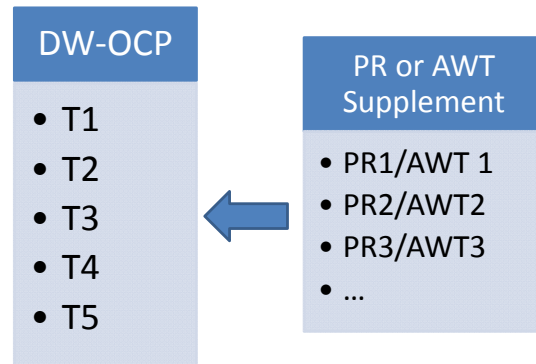 DW-OCP
• T1
• T2
• T3
• T4
• T5
PR or AWT
Supplement
• PR1/AWT 1
• PR2/AWT2
• PR3/AWT3
• ...